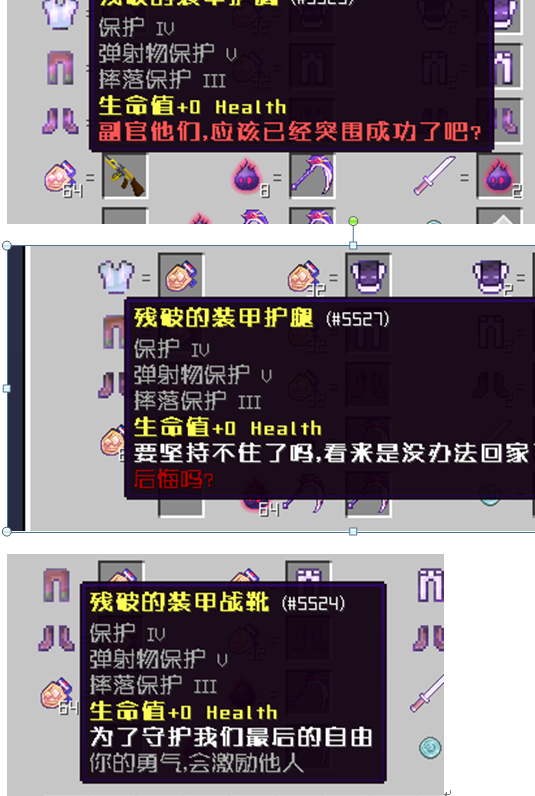 残破的装甲胸 (#5525)
保护 IV
弹射物保护 V
摔落保护 III
生命值+0 Health
副官他们,应该已经突围成功了吧?
64 = 8 = = 2
= 32 = 2 =
残破的装甲护腿 (#5527)
保护 IV
弹射物保护 V
摔落保护 III
生命值+0 Health
要坚持不住了吗,看来是没办法回家
后悔吗?
64
残破的装甲战靴 (#5524)
保护 IV
弹射物保护 V
摔落保护 III
生命值+0 Health
为了守护我们最后的自由
你的勇气,会激励他人
64